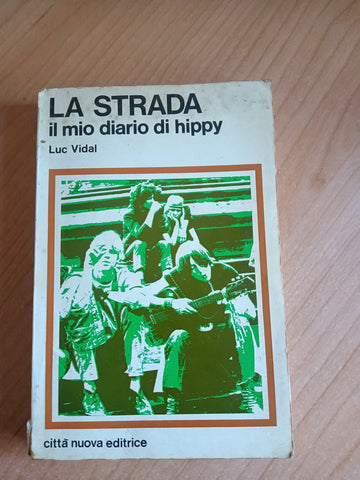 LA STRADA
il mio diario di hippy
Luc Vidal
città nuova editrice